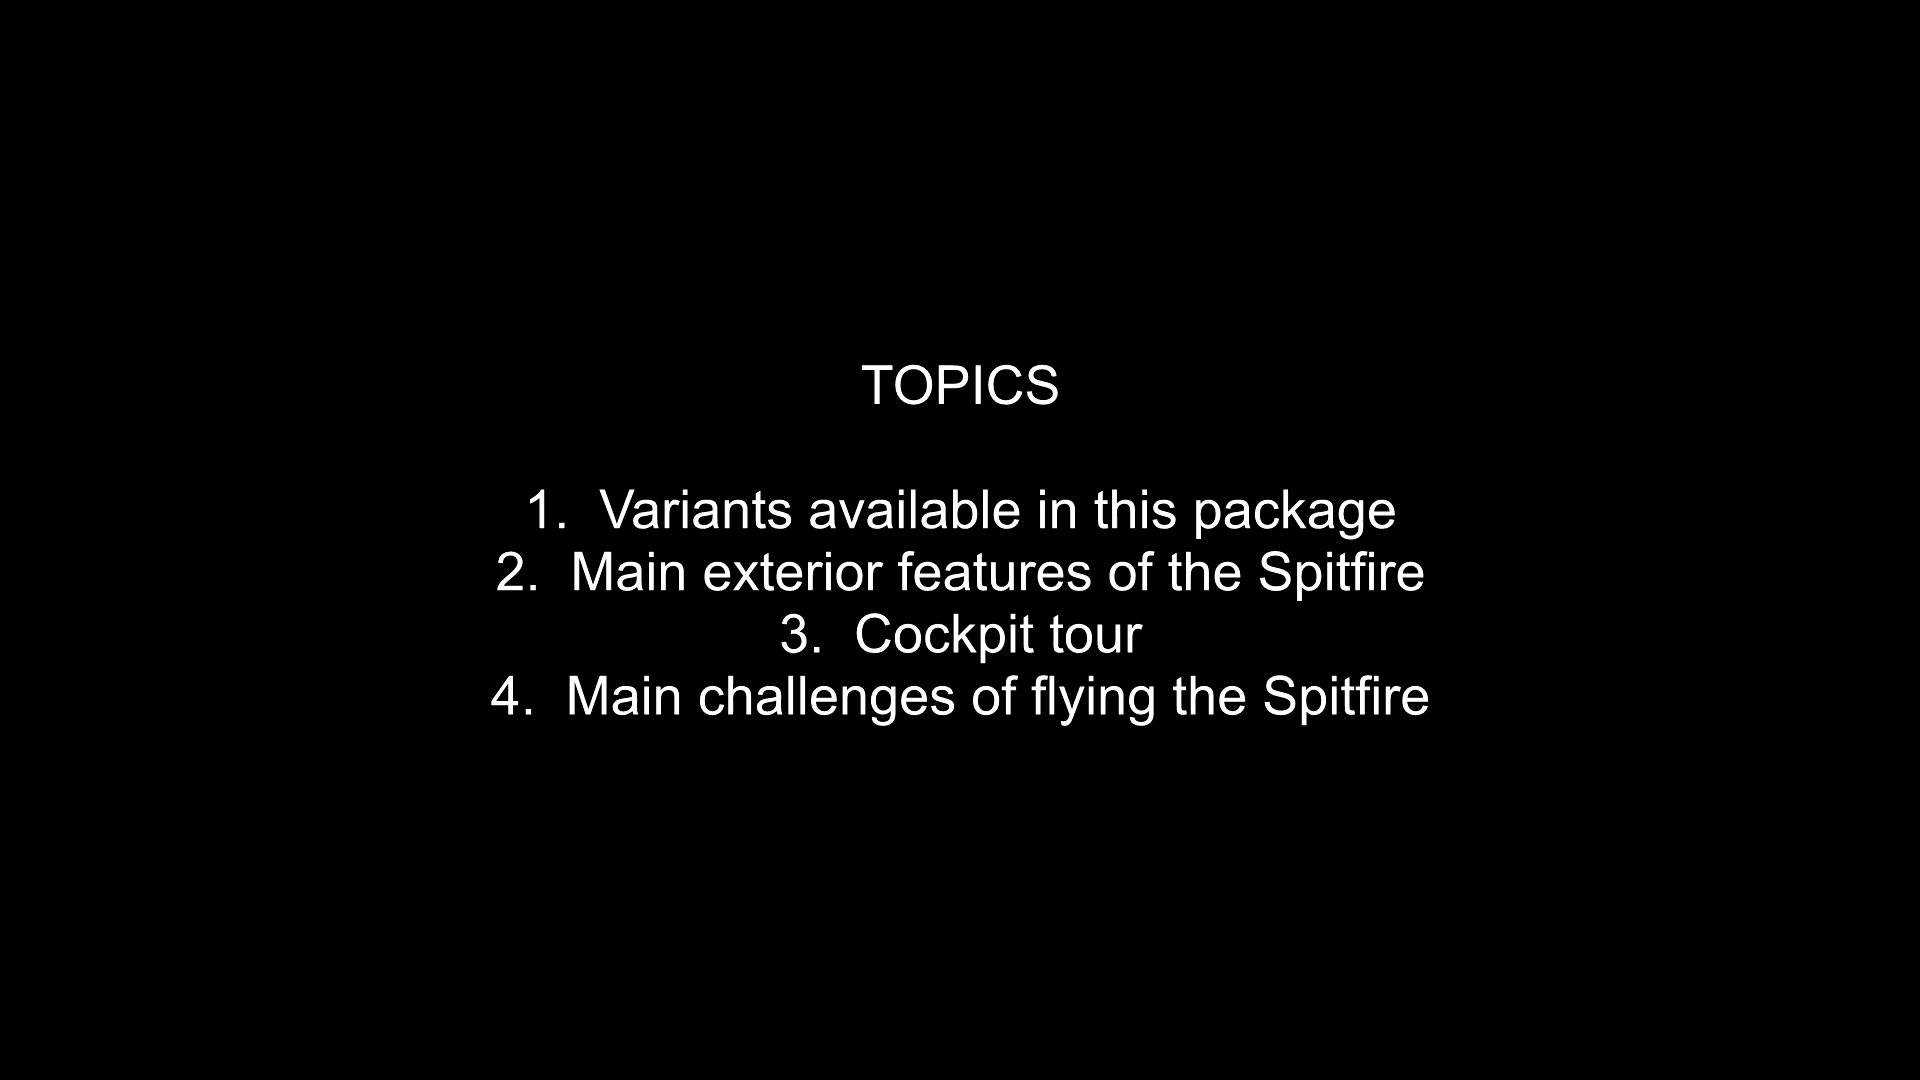 TOPICS
1. Variants available in this package
2. Main exterior features of the Spitfire
3. Cockpit tour
4. Main challenges of flying the Spitfire